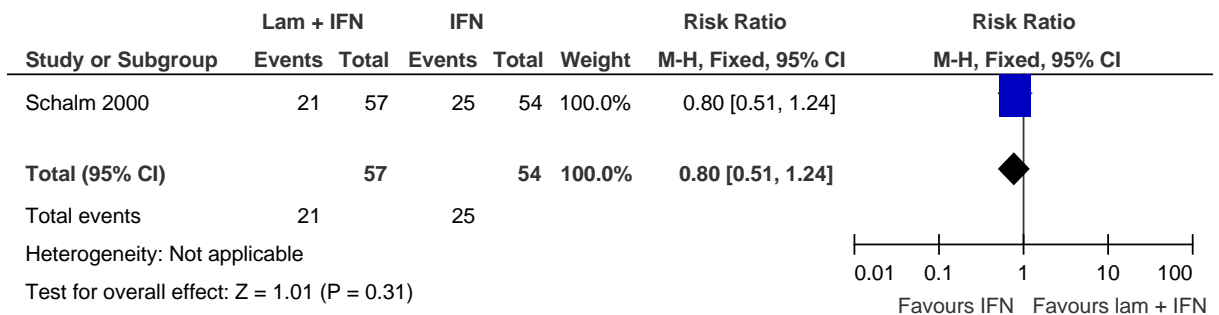 Lam + IFN IFN Risk Ratio Risk Ratio
Study or Subgroup Events Total Events Total Weight M-H, Fixed, 95% CI M-H, Fixed, 95% CI
Schalm 2000 21 57 25 54 100.0% 0.80 [0.51, 1.24]
Total (95% CI) 57 54 100.0% 0.80 [0.51, 1.24]
Total events 21 25
Heterogeneity: Not applicable
Test for overall effect: Z = 1.01 (P = 0.31)
0.01 0.1 1 10 100
Favours IFN Favours lam + IFN